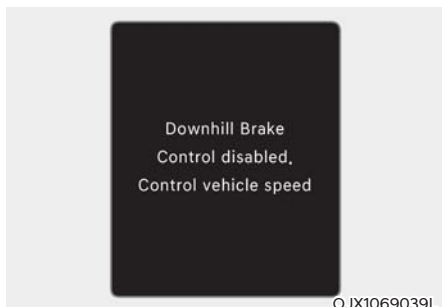 Downhill Brake
Control disabled.
Control vehicle speed
OJX1069039L